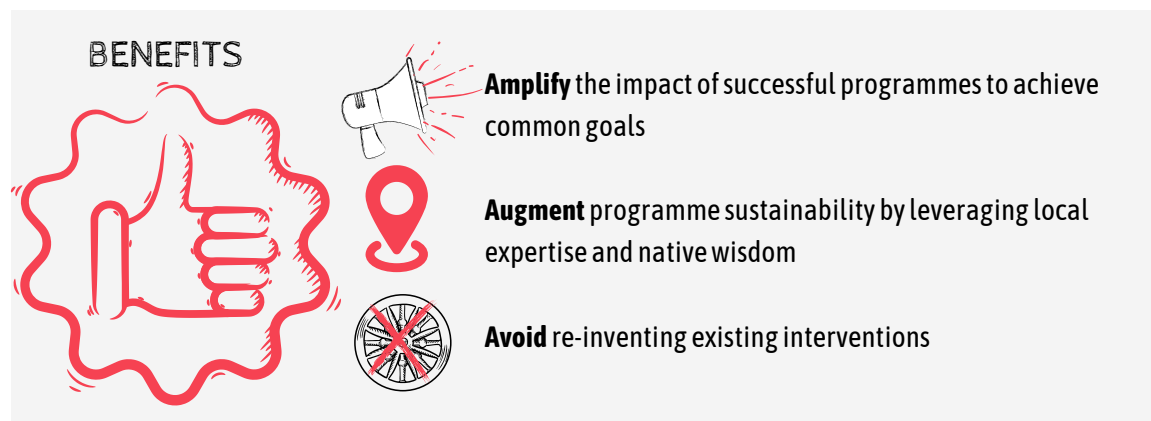 BENEFITS
Amplify the impact of successful programmes to achieve
common goals
Augment programme sustainability by leveraging local
expertise and native wisdom
Avoid re-inventing existing interventions